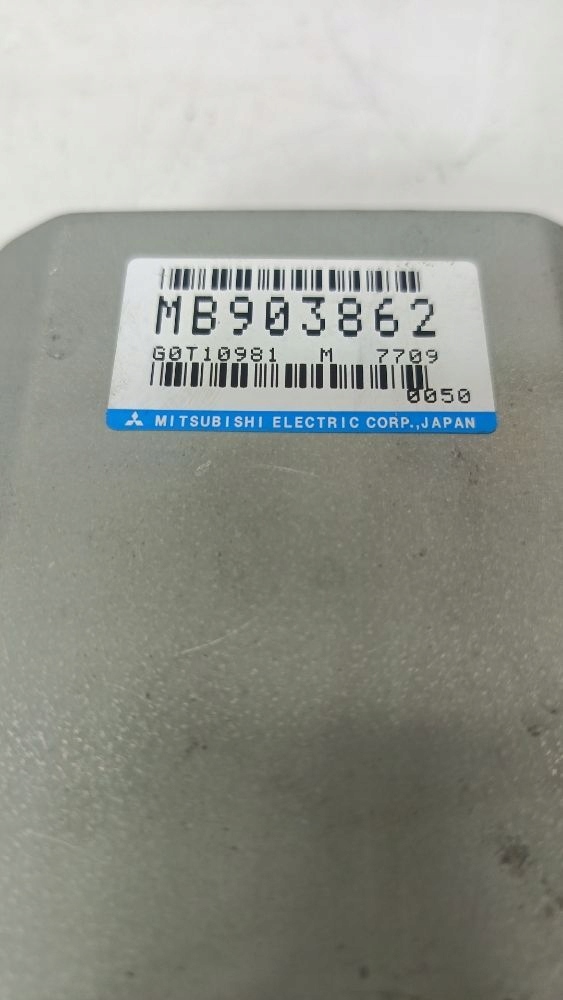 MB903862
G0T10981 M 7709
0050
MITSUBISHI ELECTRIC CORP.,JAPAN